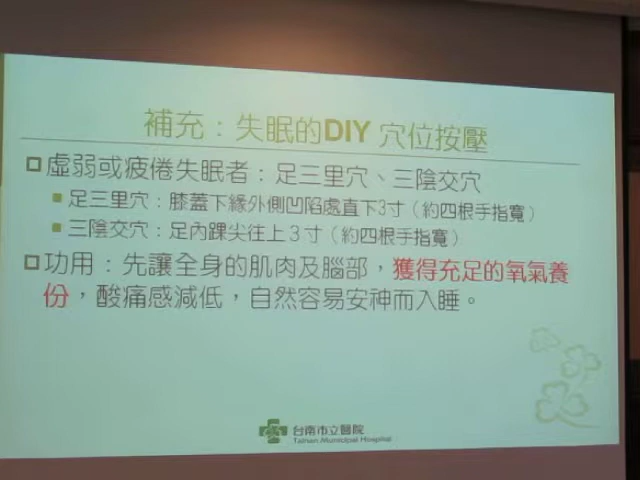 補充：失眠的DIY 穴位按壓
虛弱或疲倦失眠者：足三里穴、三陰交穴
足三里穴：膝蓋下緣外側凹陷處直下3寸（約四根手指寬）
三陰交穴：足內踝尖往上３寸（約四根手指寬）
功用：先讓全身的肌肉及腦部，獲得充足的氧氣養
份，酸痛感減低，自然容易安神而入睡。
台南市立醫院
Tainan Municipal Hospital